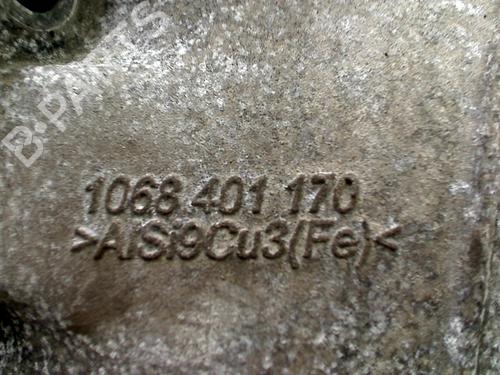 B-PARTS
1068 401 170
>AlSi9Cu3(Fe)<